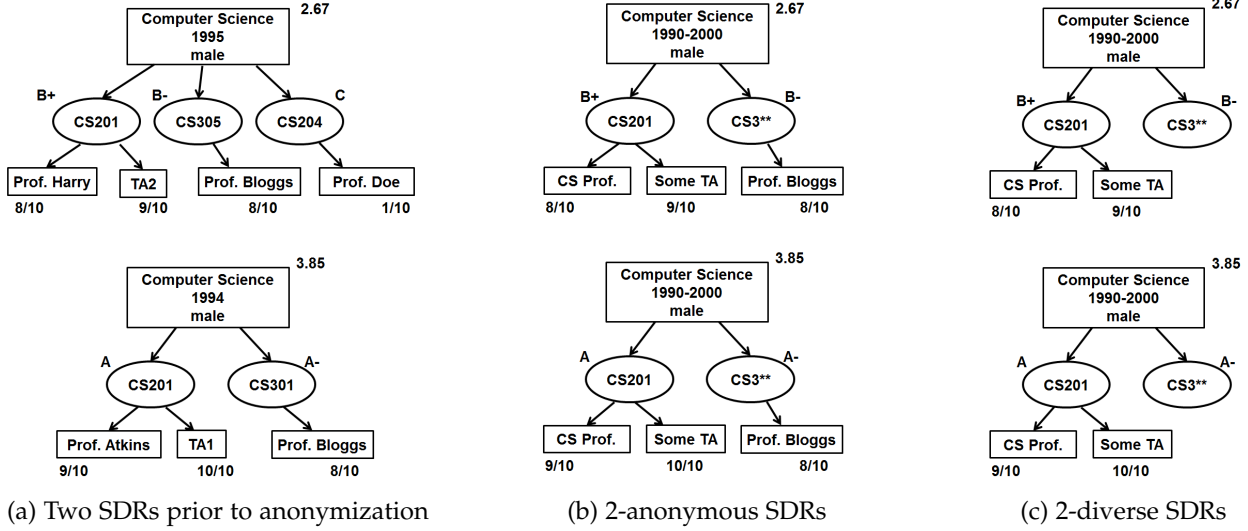 2.67
Computer Science
1995
male
B+
B-
C
CS201
CS305
CS204
Prof. Harry
TA2
Prof. Bloggs
Prof. Doe
8/10
9/10
8/10
1/10
3.85
Computer Science
1994
male
A
A-
CS201
CS301
Prof. Atkins
TA1
Prof. Bloggs
9/10
10/10
8/10
(a) Two SDRs prior to anonymization
2.67
Computer Science
1990-2000
male
B+
B-
CS201
CS3**
CS Prof.
Some TA
Prof. Bloggs
8/10
9/10
8/10
3.85
Computer Science
1990-2000
male
A
A-
CS201
CS3**
CS Prof.
Some TA
Prof. Bloggs
9/10
10/10
8/10
(b) 2-anonymous SDRs
2.67
Computer Science
1990-2000
male
B+
B-
CS201
CS3**
CS Prof.
Some TA
8/10
9/10
3.85
Computer Science
1990-2000
male
A
A-
CS201
CS3**
CS Prof.
Some TA
9/10
10/10
(c) 2-diverse SDRs